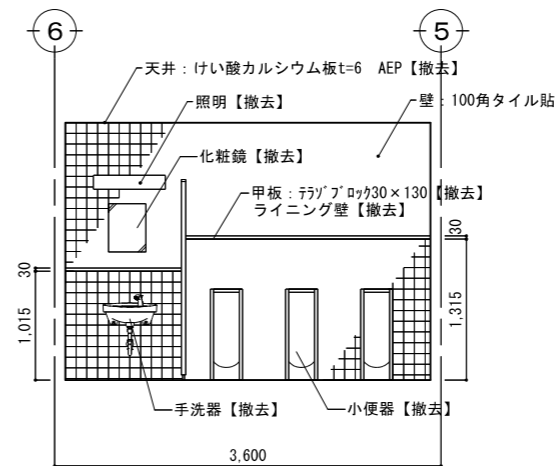 6
5
天井：けい酸カルシウム板t=6 AEP【撤去】
照明【撤去】
壁：100角タイル貼
化粧鏡【撤去】
甲板：ﾃﾗｿﾞﾌﾞﾛｯｸ30×130【撤去】
ライニング壁【撤去】
30
30
1,015
1,315
手洗器【撤去】
小便器【撤去】
3,600